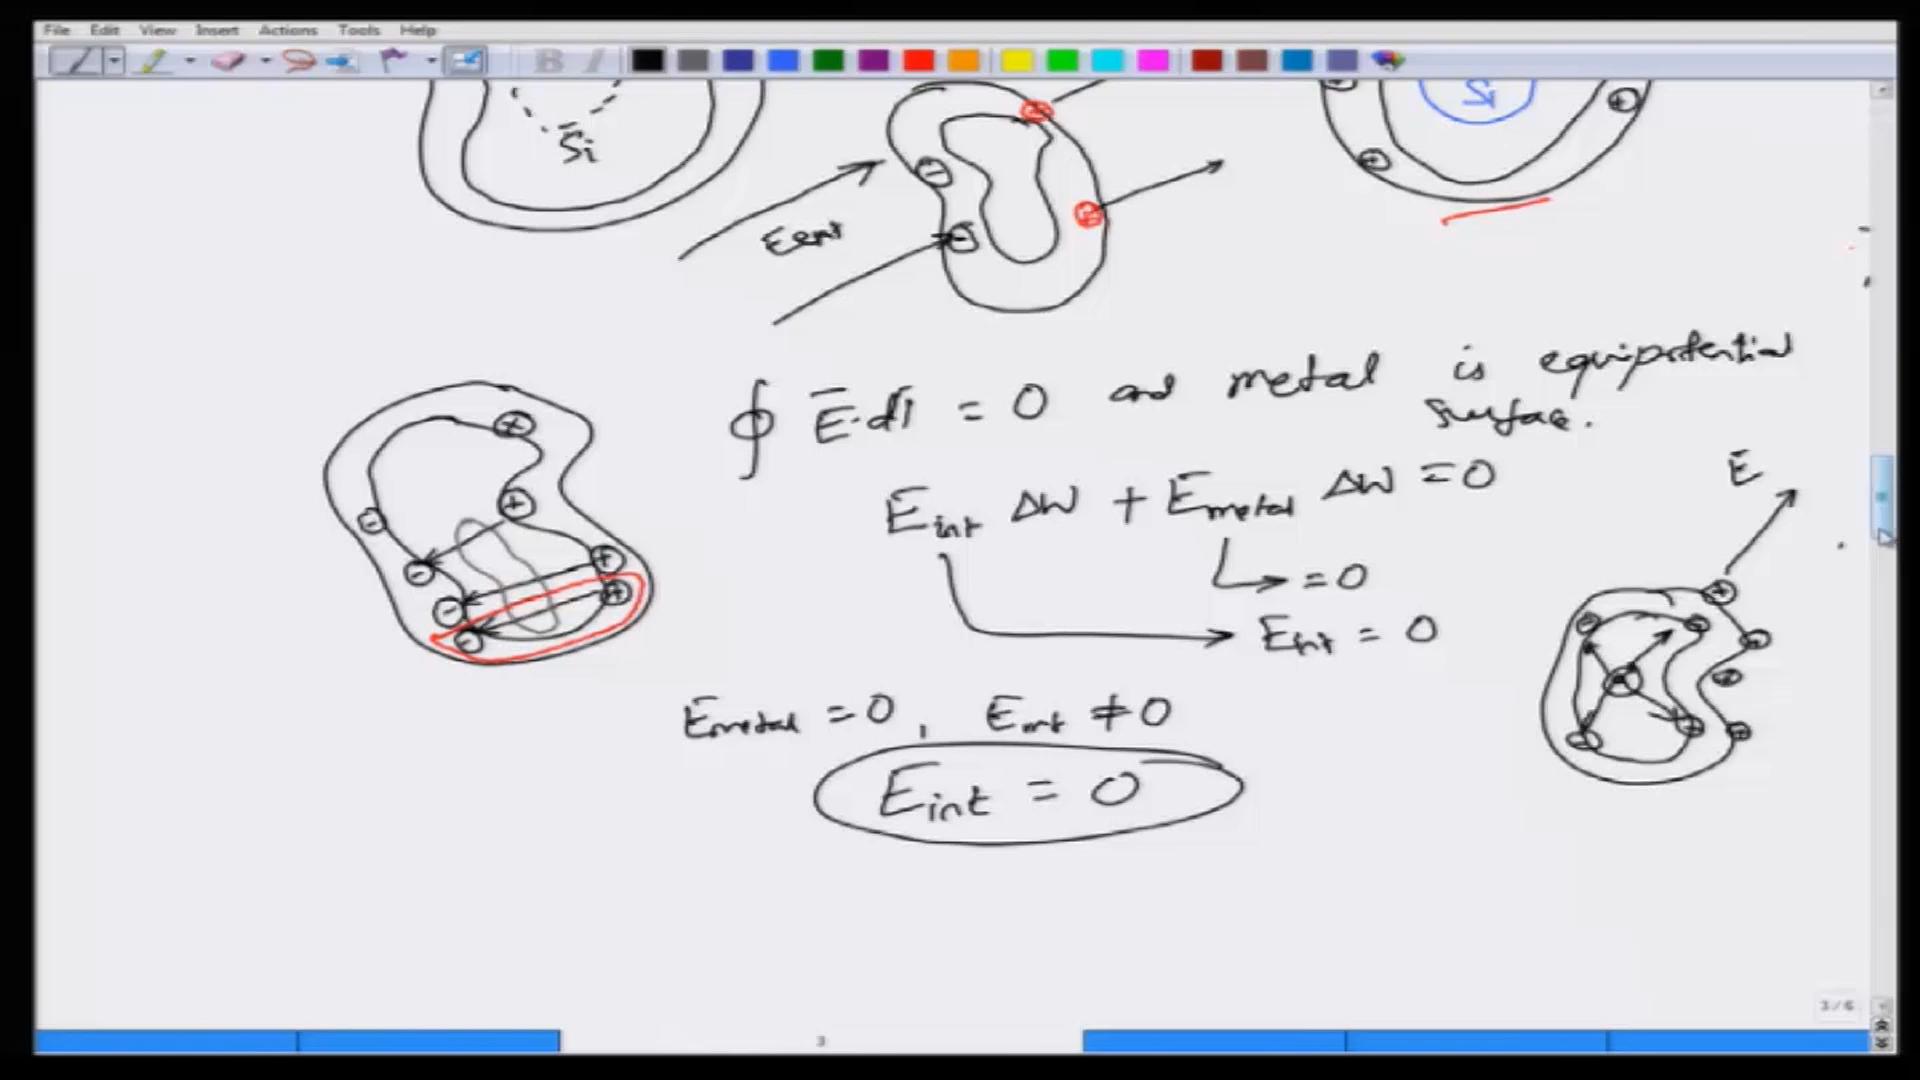 File Edit View Insert Actions Tools Help
B I
Si
S
Eext
∮ E̅·dl = 0 and metal is equipotential
surface.
E
Eint ΔW + Emetal ΔW = 0
= 0
Eint = 0
Emetal = 0, Eint ≠ 0
Eint = 0
3/6
3